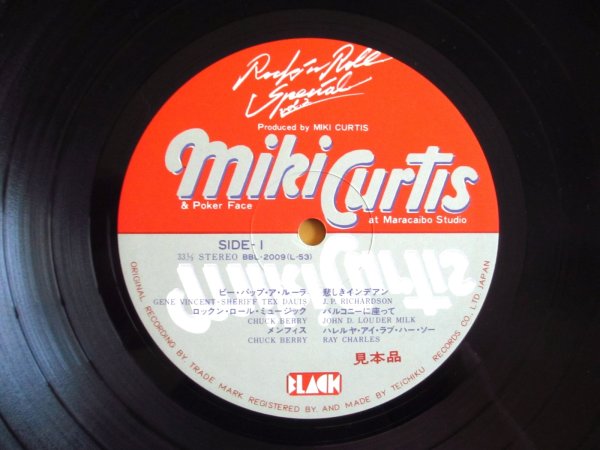 Rock'n Roll
Special
vol.2
Produced by MIKI CURTIS
Miki Curtis
& Poker Face
at Maracaibo Studio
SIDE-1
33⅓ STEREO BBL-2009(L-53)
ビー・バップ・ア・ルーラ
GENE VINCENT-SHERIFF TEX DAUIS
ロックン・ロール・ミュージック
CHUCK BERRY
メンフィス
CHUCK BERRY
悲しきインデアン
J.P. RICHARDSON
バルコニーに座って
JOHN D. LOUDER MILK
ハレルヤ・アイ・ラブ・ハー・ソー
RAY CHARLES
見本品
BLACK
ORIGINAL RECORDING BY TRADE MARK REGISTERED BY. AND MADE BY TEICHIKU RECORDS CO., LTD JAPAN
Miki Curtis